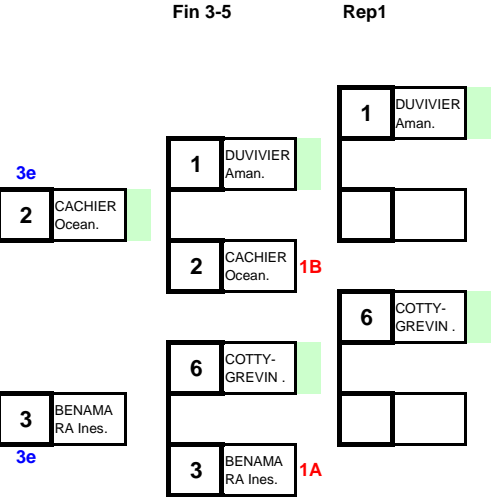 Fin 3-5 Rep1
1 DUVIVIER
Aman.
1 DUVIVIER
Aman.
3e
2 CACHIER
Ocean.
2 CACHIER
Ocean. 1B
6 COTTY-
GREVIN .
6 COTTY-
GREVIN .
3 BENAMA
RA Ines.
3e
3 BENAMA
RA Ines. 1A